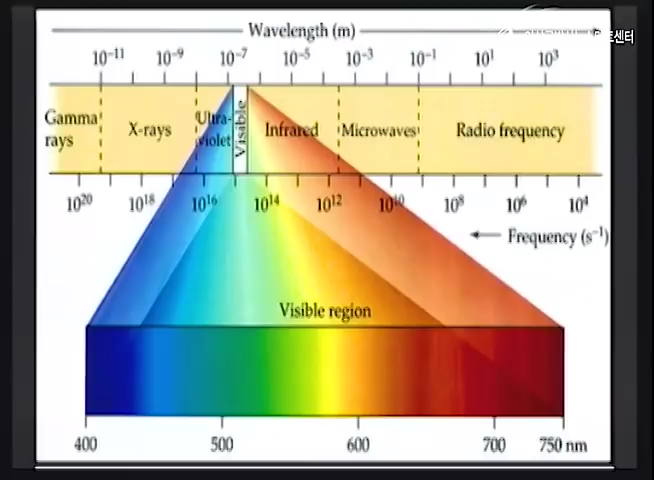 Wavelength (m)
10⁻¹¹ 10⁻⁹ 10⁻⁷ 10⁻⁵ 10⁻³ 10⁻¹ 10¹ 10³
Gamma rays
X-rays
Ultra-violet
Visible
Infrared
Microwaves
Radio frequency
10²⁰ 10¹⁸ 10¹⁶ 10¹⁴ 10¹² 10¹⁰ 10⁸ 10⁶ 10⁴
Frequency (s⁻¹)
Visible region
400 500 600 700 750 nm